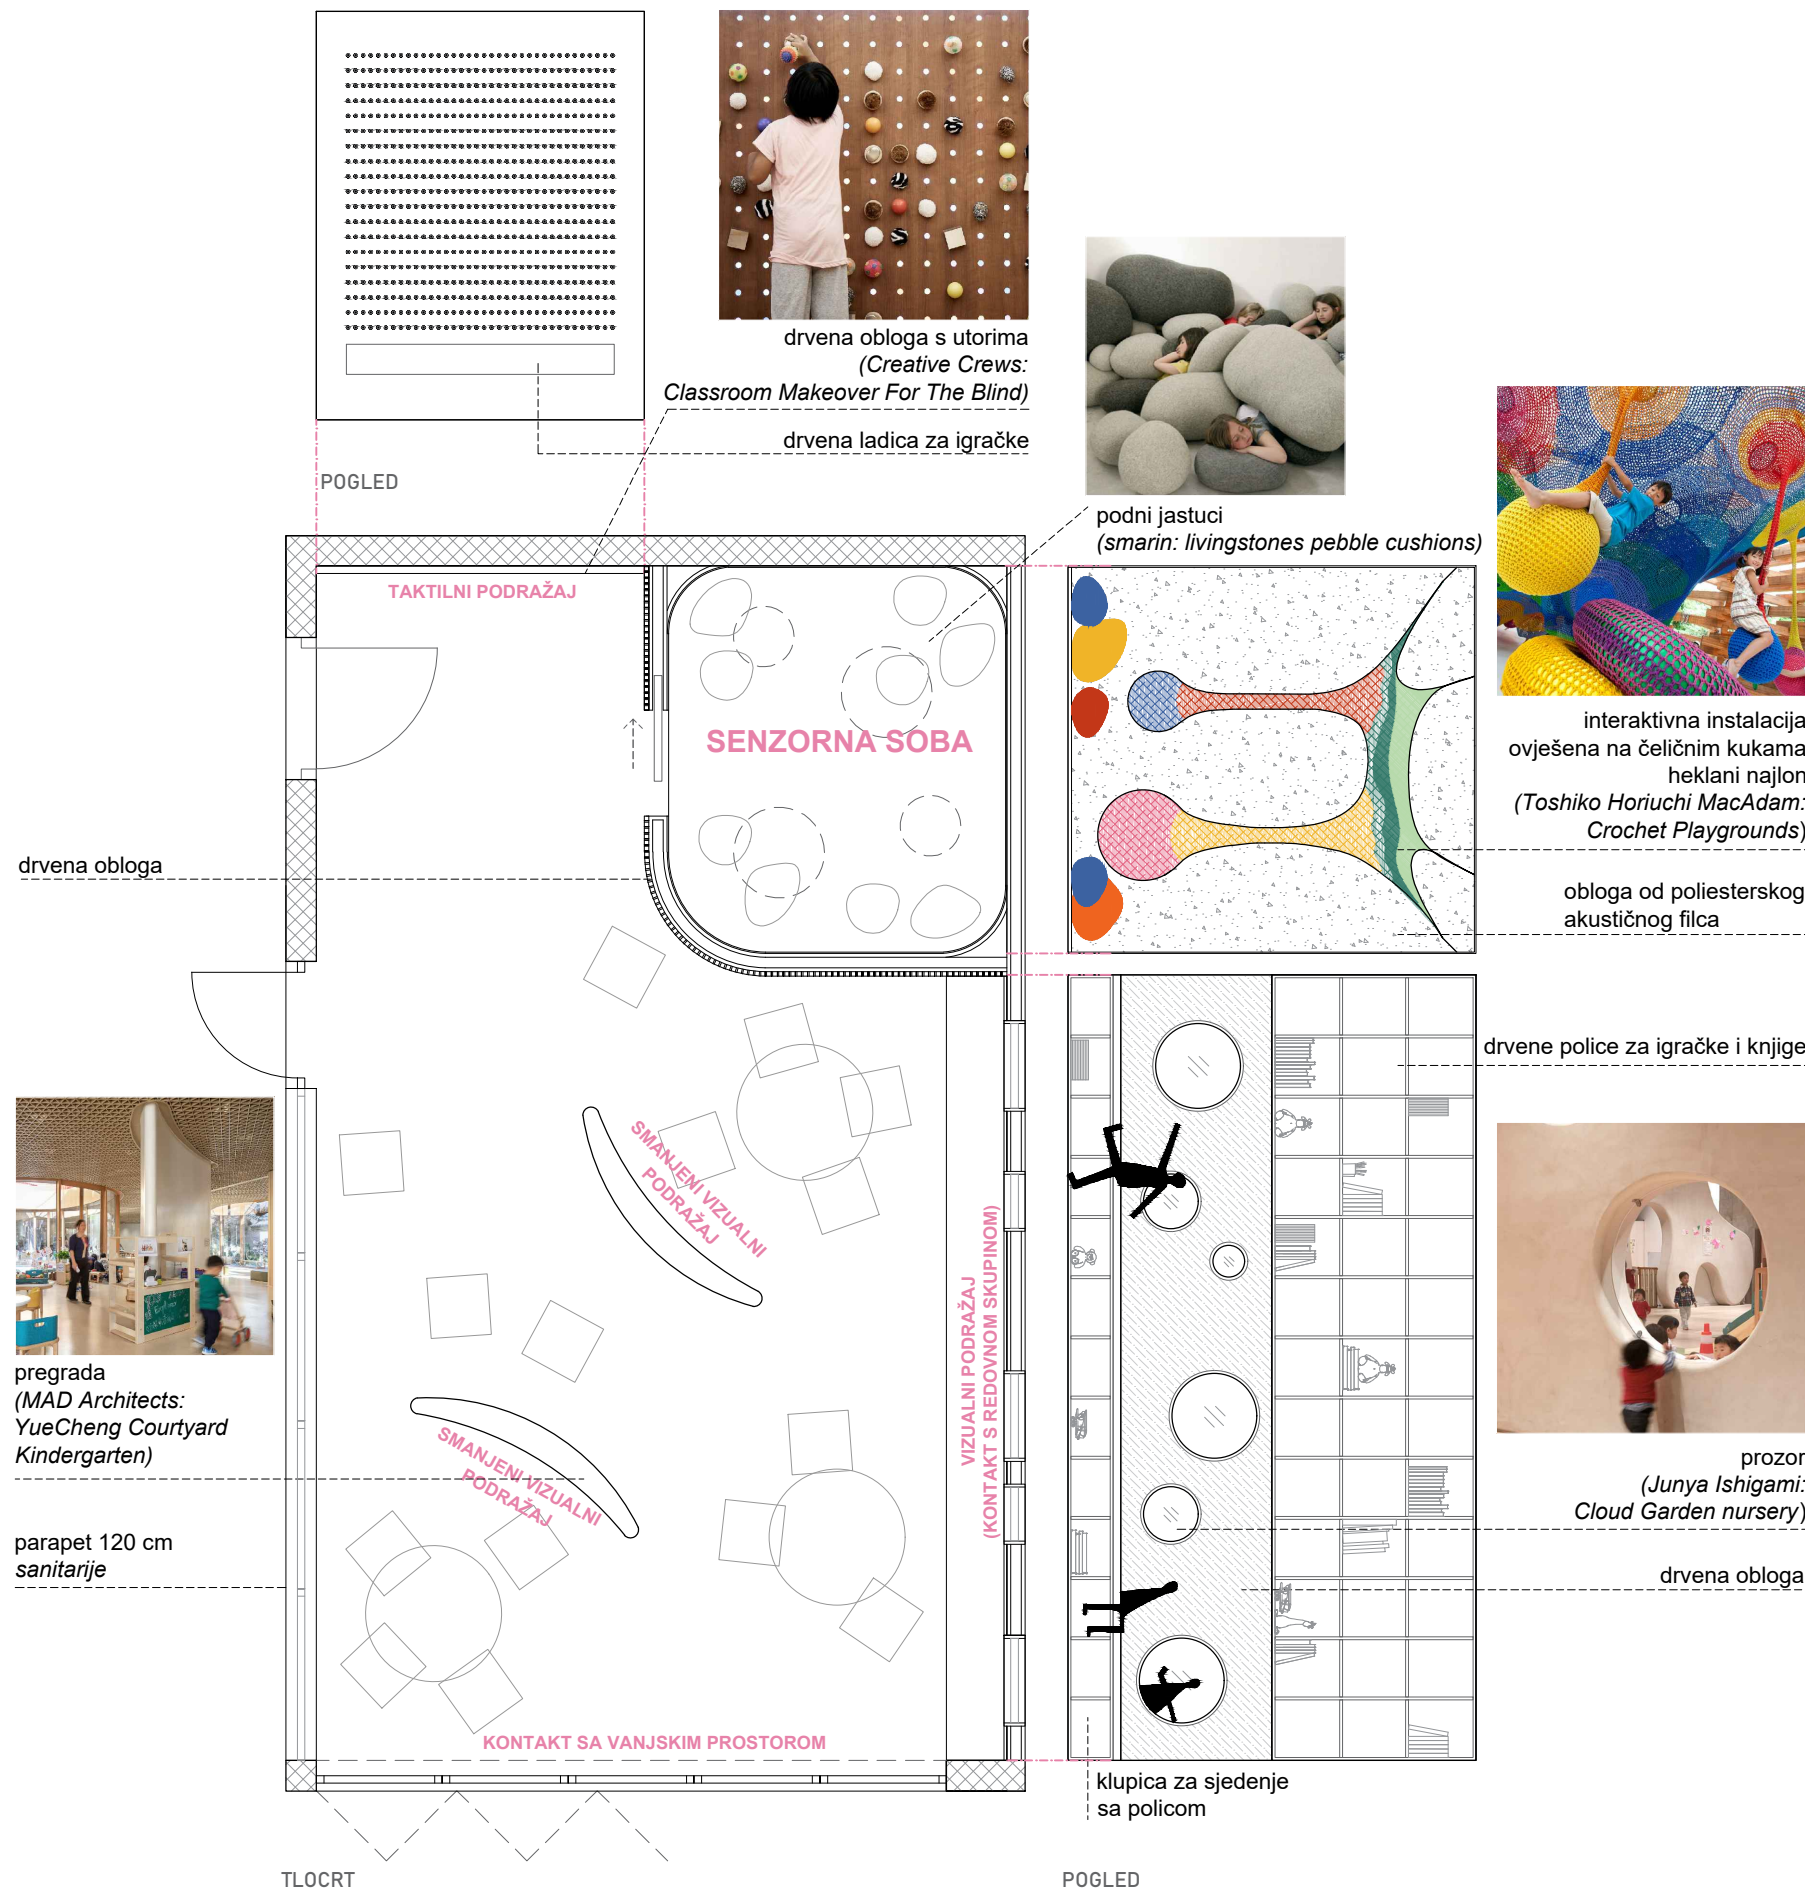 drvena obloga s utorima
(Creative Crews:
Classroom Makeover For The Blind)
drvena ladica za igračke
POGLED
podni jastuci
(smarin: livingstones pebble cushions)
TAKTILNI PODRAŽAJ
SENZORNA SOBA
interaktivna instalacija
ovješena na čeličnim kukama
heklani najlon
(Toshiko Horiuchi MacAdam:
Crochet Playgrounds)
drvena obloga
obloga od poliesterskog
akustičnog filca
drvene police za igračke i knjige
SMANJENI VIZUALNI
PODRAŽAJ
VIZUALNI PODRAŽAJ
(KONTAKT S REDOVNOM SKUPINOM)
pregrada
(MAD Architects:
YueCheng Courtyard
Kindergarten)
SMANJENI VIZUALNI
PODRAŽAJ
prozor
(Junya Ishigami:
Cloud Garden nursery)
parapet 120 cm
sanitarije
drvena obloga
KONTAKT SA VANJSKIM PROSTOROM
klupica za sjedenje
sa policom
TLOCRT
POGLED